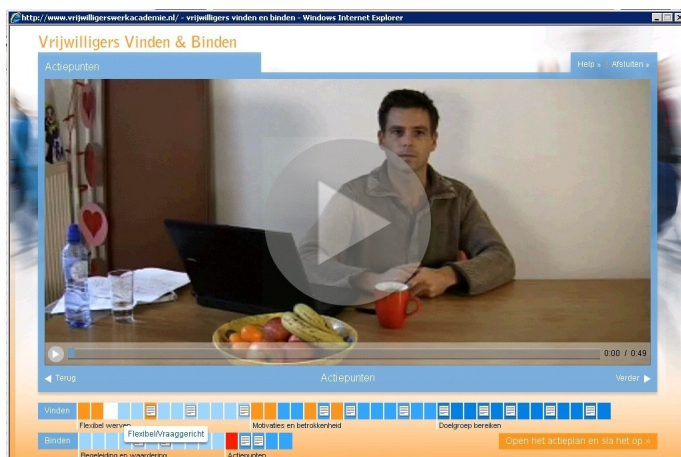 http://www.vrijwilligerswerkacademie.nl/ - vrijwilligers vinden en binden - Windows Internet Explorer
Vrijwilligers Vinden & Binden
Actiepunten
Help » | Afsluiten »
0:00 / 0:49
Terug
Actiepunten
Verder
Vinden
Flexibel werven
Motivaties en betrokkenheid
Doelgroep bereiken
Flexibel/Vraaggericht
Binden
Begeleiding en waardering
Actiepunten
Open het actieplan en sla het op »